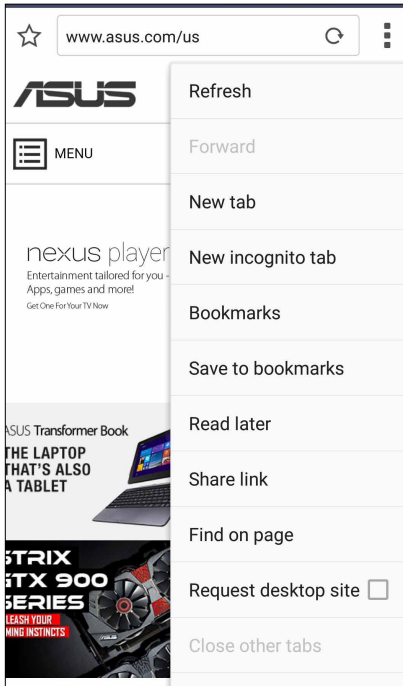 www.asus.com/us
ASUS
MENU
Refresh
Forward
New tab
New incognito tab
Bookmarks
Save to bookmarks
Read later
Share link
Find on page
Request desktop site
Close other tabs
nexus player
Entertainment tailored for you -
Apps, games and more!
Get One For Your TV Now
ASUS Transformer Book
THE LAPTOP
THAT'S ALSO
A TABLET
STRIX
GTX 900
SERIES
LEASH YOUR
MING INSTINCTS